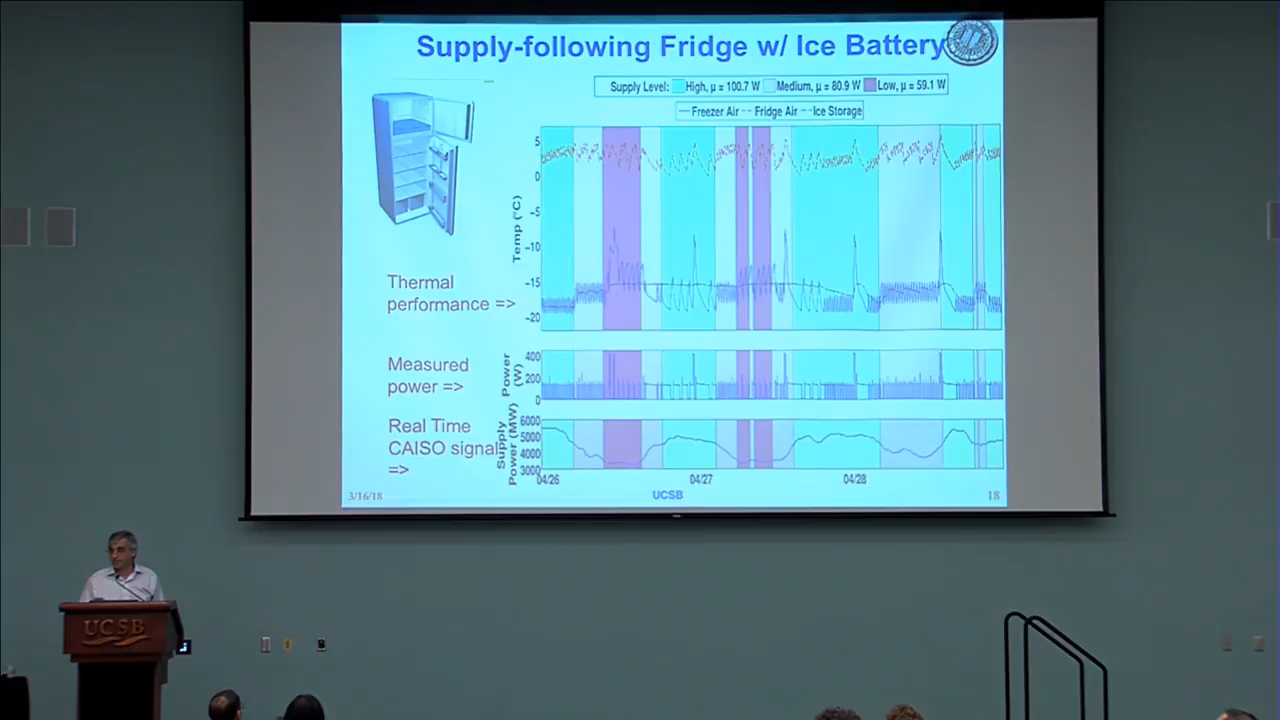 Supply-following Fridge w/ Ice Battery
Supply Level: High, μ = 100.7 W Medium, μ = 80.9 W Low, μ = 59.1 W
Freezer Air Fridge Air Ice Storage
Temp (°C)
5
0
−5
−10
−15
−20
Thermal
performance =>
Measured
power =>
Power
(W)
400
200
0
Real Time
CAISO signal
=>
Supply
Power (MW)
6000
5000
4000
3000
04/26 04/27 04/28
3/16/18 UCSB 18
UCSB